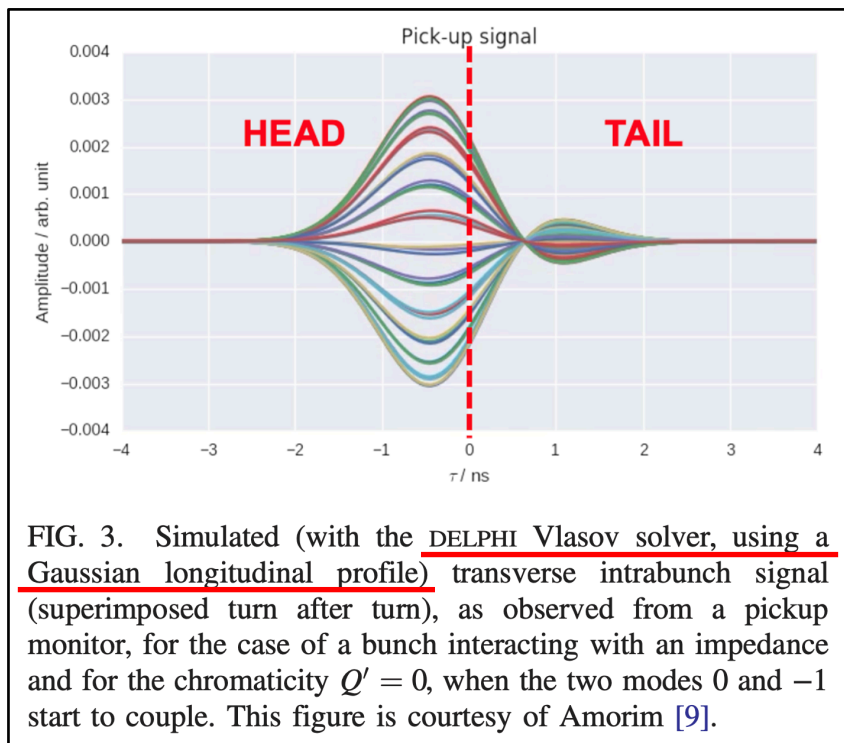 Pick-up signal
0.004
0.003
0.002
0.001
0.000
−0.001
−0.002
−0.003
−0.004
Amplitude / arb. unit
HEAD
TAIL
−4
−3
−2
−1
0
1
2
3
4
τ / ns
FIG. 3. Simulated (with the DELPHI Vlasov solver, using a
Gaussian longitudinal profile) transverse intrabunch signal
(superimposed turn after turn), as observed from a pickup
monitor, for the case of a bunch interacting with an impedance
and for the chromaticity Q′ = 0, when the two modes 0 and −1
start to couple. This figure is courtesy of Amorim [9].